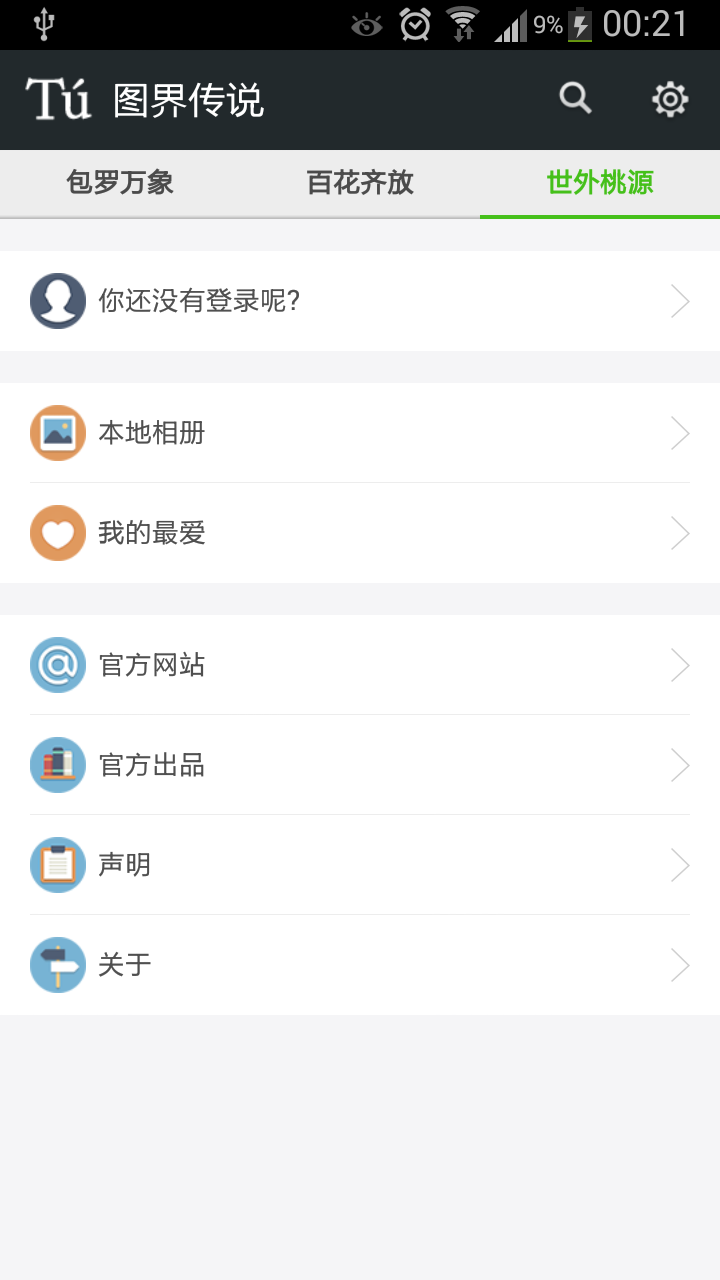 9% 00:21
Tú 图界传说
包罗万象 百花齐放 世外桃源
你还没有登录呢?
本地相册
我的最爱
官方网站
官方出品
声明
关于